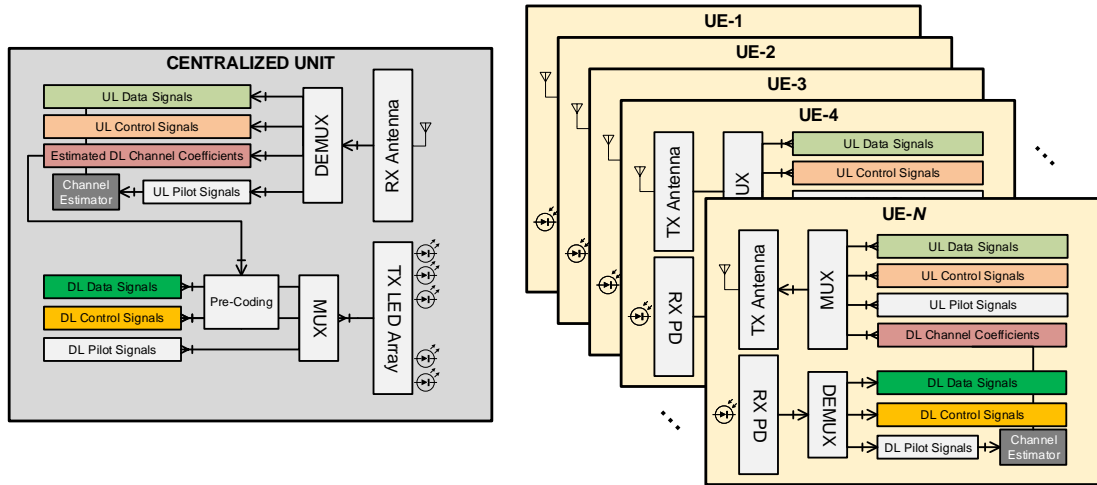 CENTRALIZED UNIT
UL Data Signals
UL Control Signals
Estimated DL Channel Coefficients
Channel
Estimator
UL Pilot Signals
DEMUX
RX Antenna
DL Data Signals
DL Control Signals
DL Pilot Signals
Pre-Coding
MUX
TX LED Array
UE-1
UE-2
UE-3
UE-4
TX Antenna
UX
UL Data Signals
UL Control Signals
RX PD
UE-N
TX Antenna
MUX
UL Data Signals
UL Control Signals
UL Pilot Signals
DL Channel Coefficients
RX PD
DEMUX
DL Data Signals
DL Control Signals
DL Pilot Signals
Channel
Estimator